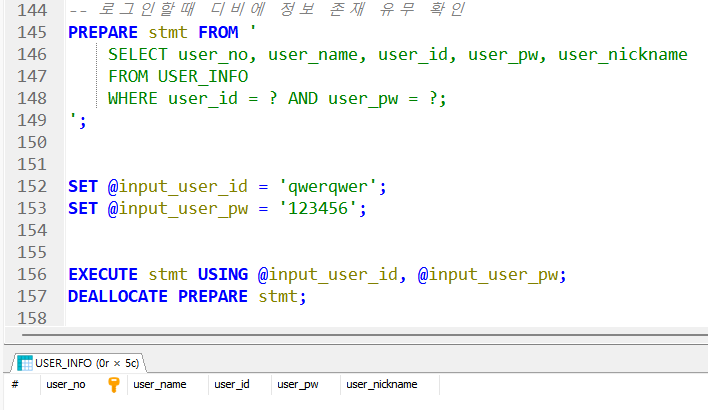 144 -- 로그인할때 디비에 정보 존재 유무 확인
145 PREPARE stmt FROM '
146 SELECT user_no, user_name, user_id, user_pw, user_nickname
147 FROM USER_INFO
148 WHERE user_id = ? AND user_pw = ?;
149 ';
150
151
152 SET @input_user_id = 'qwerqwer';
153 SET @input_user_pw = '123456';
154
155
156 EXECUTE stmt USING @input_user_id, @input_user_pw;
157 DEALLOCATE PREPARE stmt;
158
USER_INFO (0r × 5c)
# user_no user_name user_id user_pw user_nickname